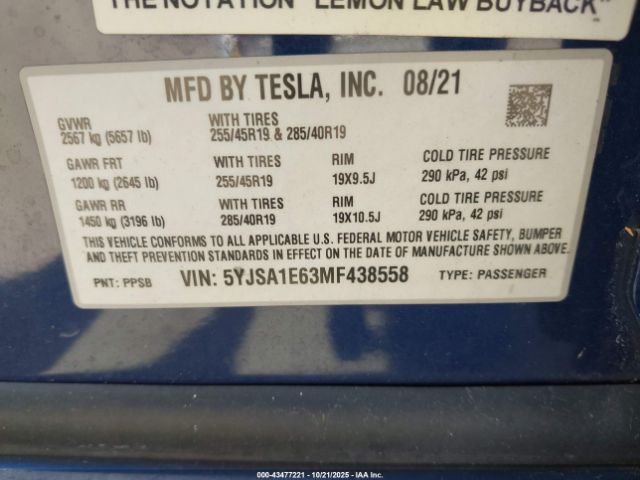 THE NOTATION "LEMON LAW BUYBACK"
MFD BY TESLA, INC. 08/21
GVWR
2567 kg (5657 lb)
WITH TIRES
255/45R19 & 285/40R19
GAWR FRT
1200 kg (2645 lb)
WITH TIRES
255/45R19
RIM
19X9.5J
COLD TIRE PRESSURE
290 kPa, 42 psi
GAWR RR
1450 kg (3196 lb)
WITH TIRES
285/40R19
RIM
19X10.5J
COLD TIRE PRESSURE
290 kPa, 42 psi
THIS VEHICLE CONFORMS TO ALL APPLICABLE U.S. FEDERAL MOTOR VEHICLE SAFETY, BUMPER
AND THEFT PREVENTION STANDARDS IN EFFECT ON THE DATE OF MANUFACTURE SHOWN ABOVE.
PNT: PPSB VIN: 5YJSA1E63MF438558 TYPE: PASSENGER
000-43477221 - 10/21/2025 - IAA Inc.